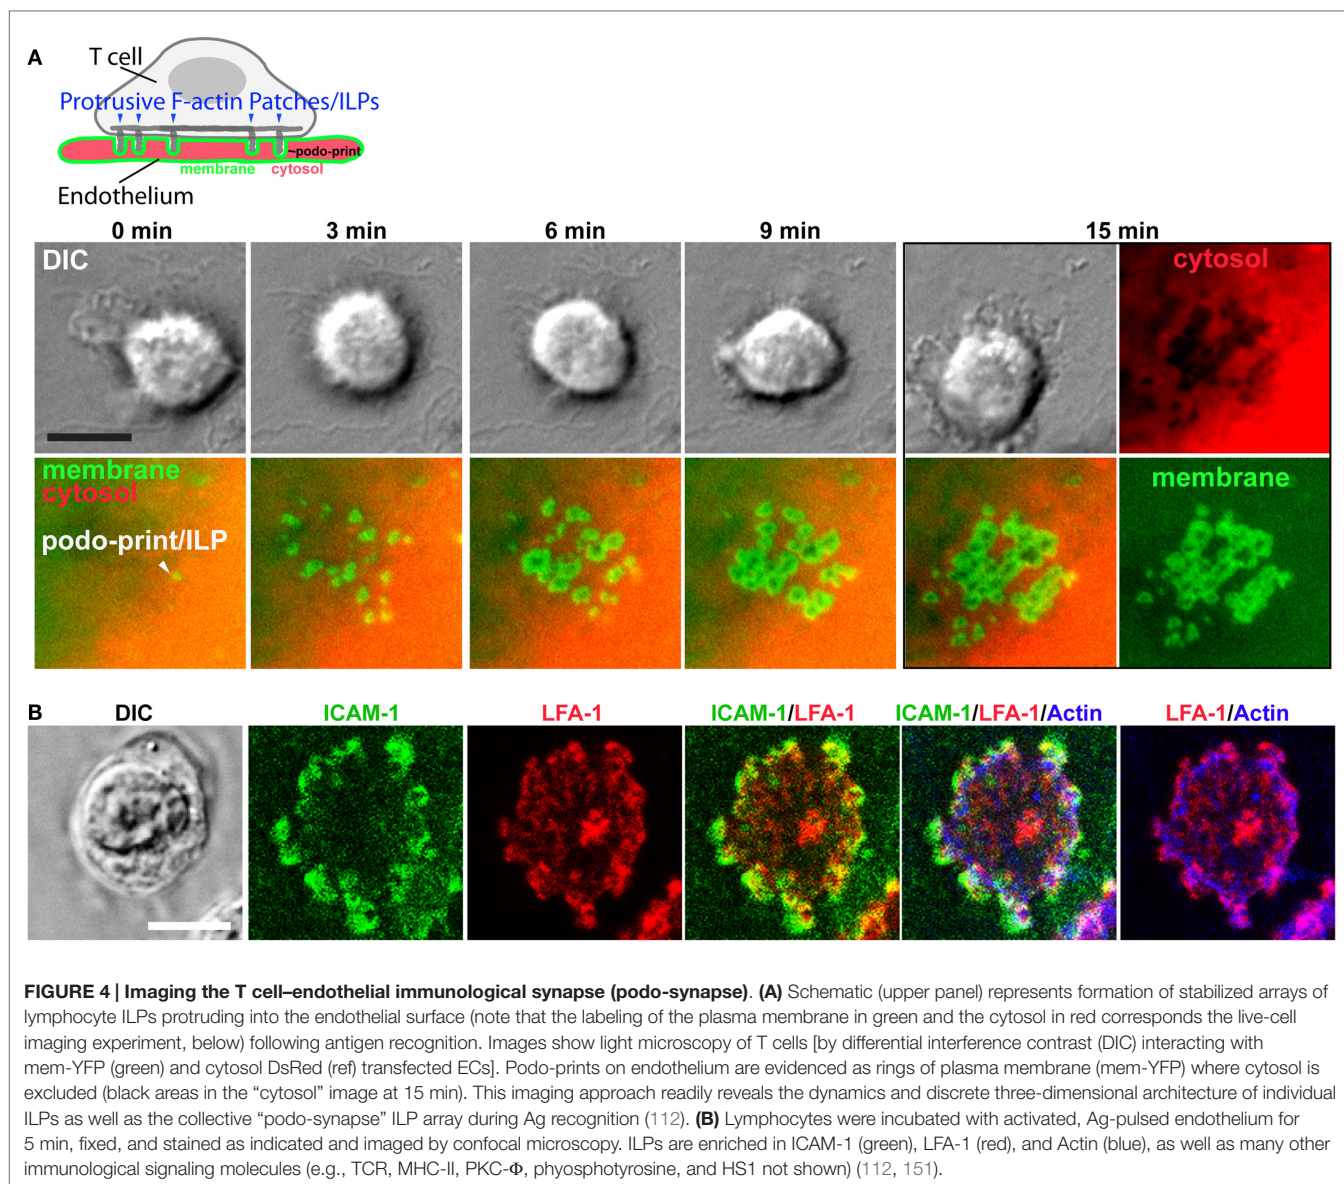 A
T cell
Protrusive F-actin Patches/ILPs
podo-print
membrane cytosol
Endothelium
0 min 3 min 6 min 9 min 15 min
DIC
cytosol
membrane
cytosol
podo-print/ILP
membrane
B
DIC ICAM-1 LFA-1 ICAM-1/LFA-1 ICAM-1/LFA-1/Actin LFA-1/Actin
FIGURE 4 | Imaging the T cell–endothelial immunological synapse (podo-synapse). (A) Schematic (upper panel) represents formation of stabilized arrays of
lymphocyte ILPs protruding into the endothelial surface (note that the labeling of the plasma membrane in green and the cytosol in red corresponds the live-cell
imaging experiment, below) following antigen recognition. Images show light microscopy of T cells [by differential interference contrast (DIC) interacting with
mem-YFP (green) and cytosol DsRed (ref) transfected ECs]. Podo-prints on endothelium are evidenced as rings of plasma membrane (mem-YFP) where cytosol is
excluded (black areas in the “cytosol” image at 15 min). This imaging approach readily reveals the dynamics and discrete three-dimensional architecture of individual
ILPs as well as the collective “podo-synapse” ILP array during Ag recognition (112). (B) Lymphocytes were incubated with activated, Ag-pulsed endothelium for
5 min, fixed, and stained as indicated and imaged by confocal microscopy. ILPs are enriched in ICAM-1 (green), LFA-1 (red), and Actin (blue), as well as many other
immunological signaling molecules (e.g., TCR, MHC-II, PKC-Φ, phyosphotyrosine, and HS1 not shown) (112, 151).